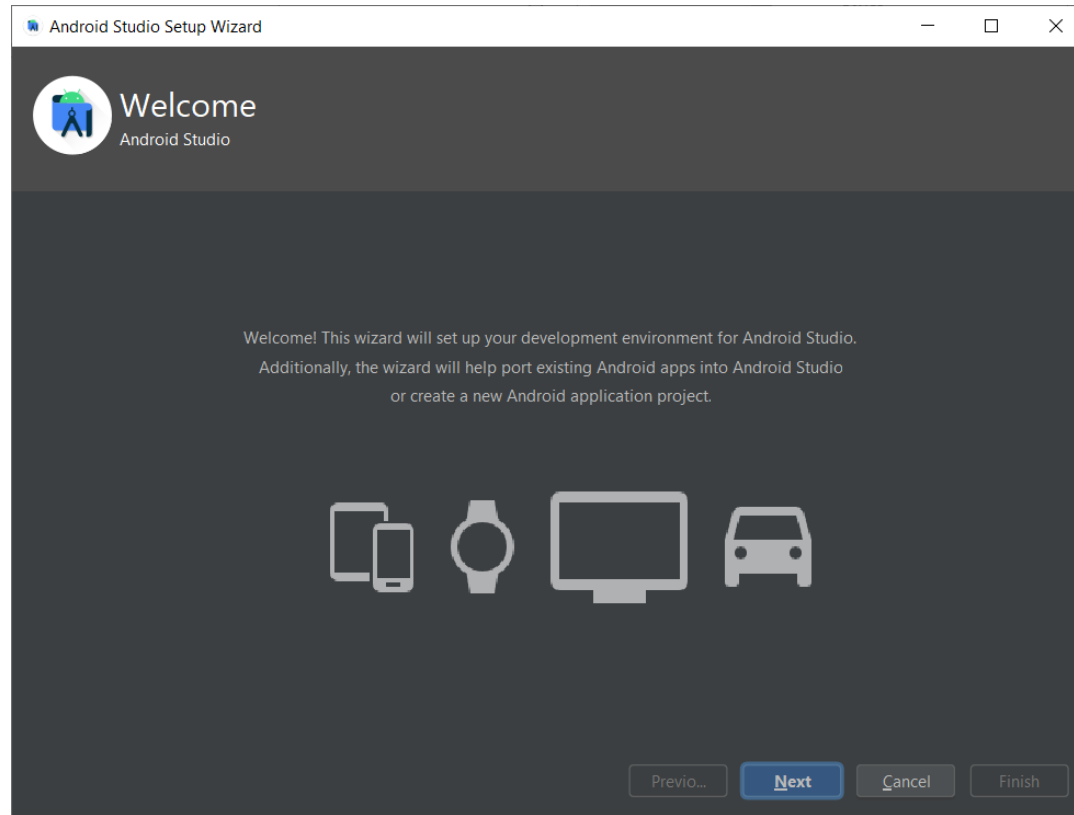 Android Studio Setup Wizard
Welcome
Android Studio
Welcome! This wizard will set up your development environment for Android Studio.
Additionally, the wizard will help port existing Android apps into Android Studio
or create a new Android application project.
Previo... Next Cancel Finish